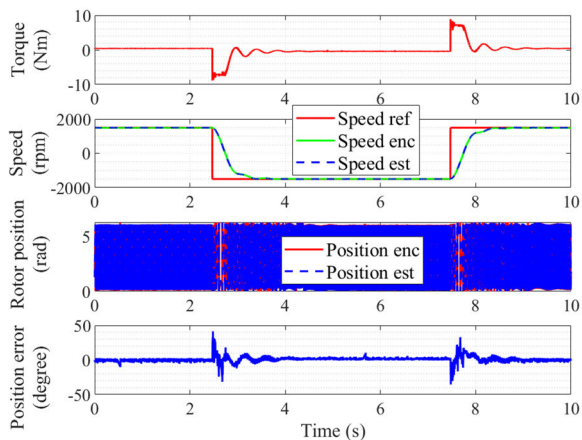 10
0
-10
Torque
(Nm)
0 2 4 6 8 10
2000
0
-2000
Speed
(rpm)
Speed ref
Speed enc
Speed est
0 2 4 6 8 10
5
0
Rotor position
(rad)
Position enc
Position est
0 2 4 6 8 10
50
0
-50
Position error
(degree)
0 2 4 6 8 10
Time (s)